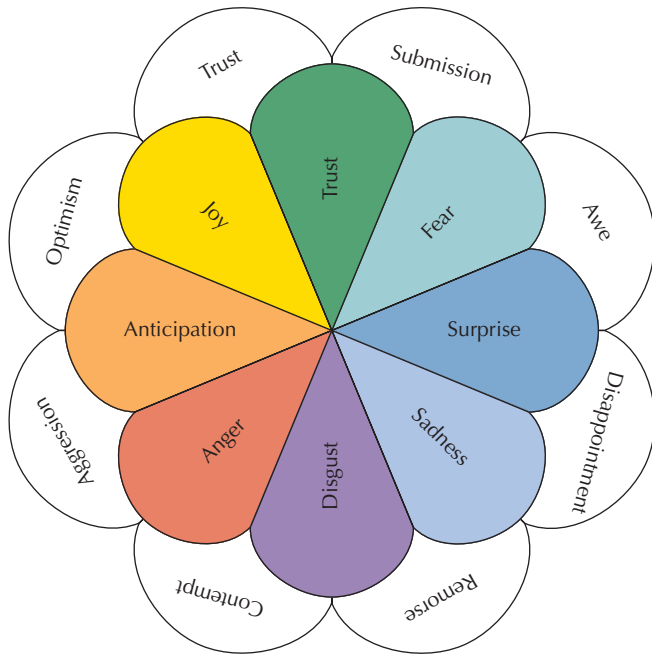 Trust
Submission
Optimism
Joy
Trust
Fear
Awe
Anticipation
Surprise
Aggression
Anger
Disgust
Sadness
Disappointment
Contempt
Remorse